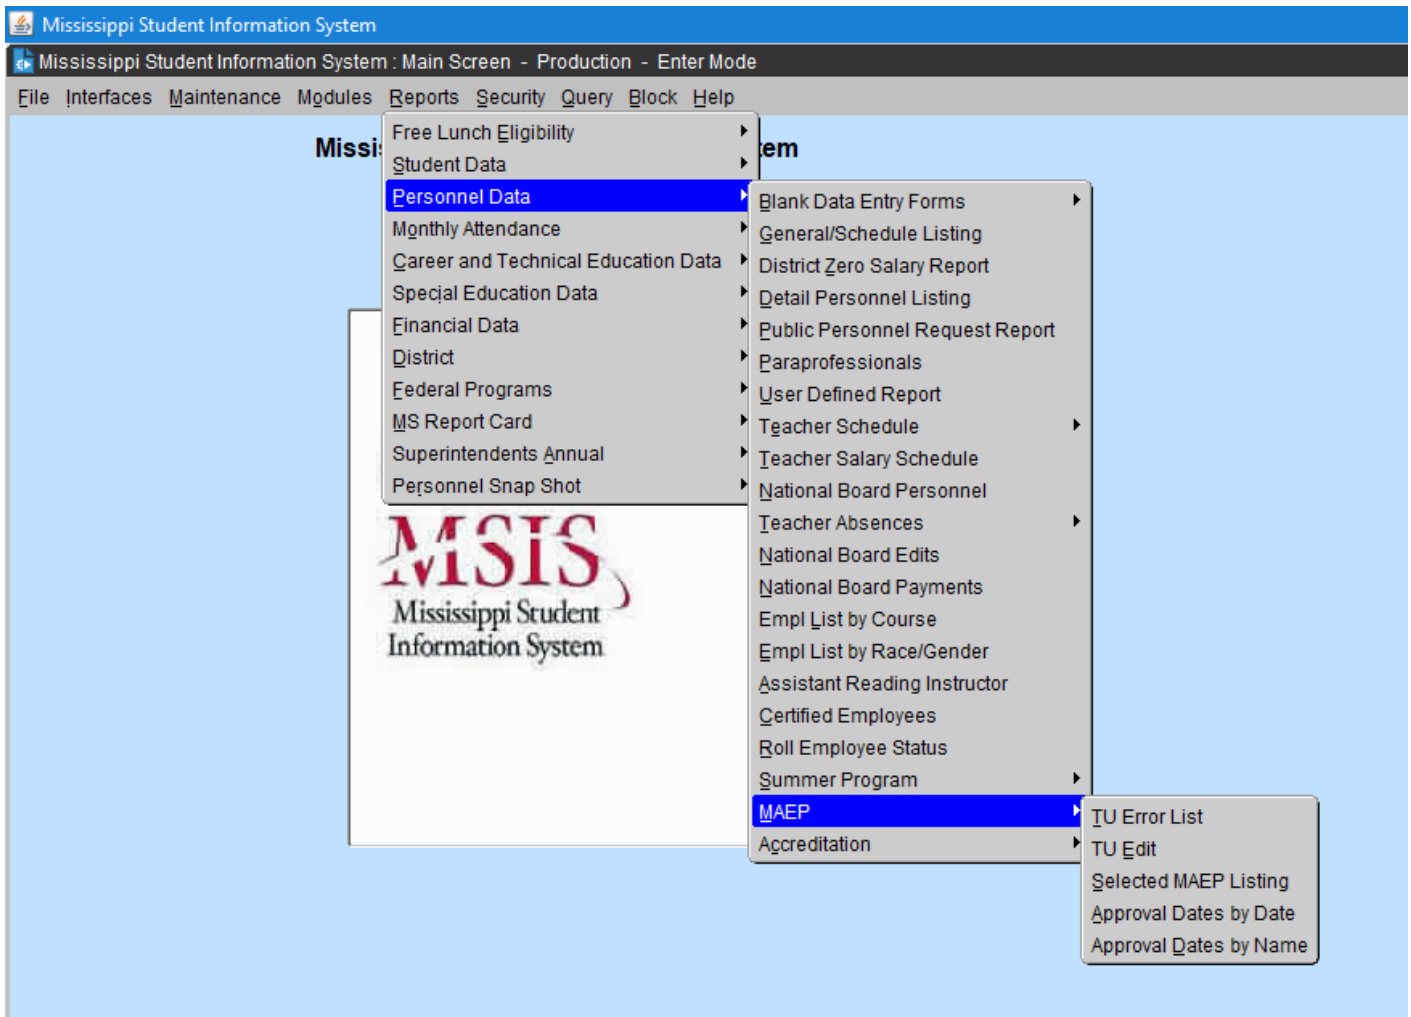 Mississippi Student Information System
Mississippi Student Information System : Main Screen - Production - Enter Mode
File Interfaces Maintenance Modules Reports Security Query Block Help
Missi
tem
Free Lunch Eligibility
Student Data
Personnel Data
Monthly Attendance
Career and Technical Education Data
Special Education Data
Financial Data
District
Federal Programs
MS Report Card
Superintendents Annual
Personnel Snap Shot
Blank Data Entry Forms
General/Schedule Listing
District Zero Salary Report
Detail Personnel Listing
Public Personnel Request Report
Paraprofessionals
User Defined Report
Teacher Schedule
Teacher Salary Schedule
National Board Personnel
Teacher Absences
National Board Edits
National Board Payments
Empl List by Course
Empl List by Race/Gender
Assistant Reading Instructor
Certified Employees
Roll Employee Status
Summer Program
MAEP
Accreditation
TU Error List
TU Edit
Selected MAEP Listing
Approval Dates by Date
Approval Dates by Name
MSIS
Mississippi Student
Information System